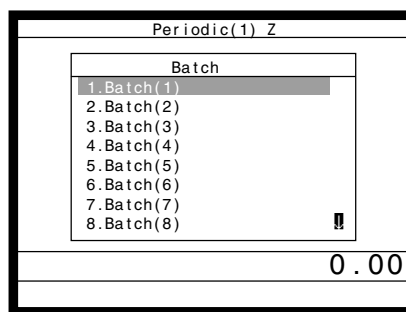 Periodic(1) Z
Batch
1.Batch(1)
2.Batch(2)
3.Batch(3)
4.Batch(4)
5.Batch(5)
6.Batch(6)
7.Batch(7)
8.Batch(8)
0.00